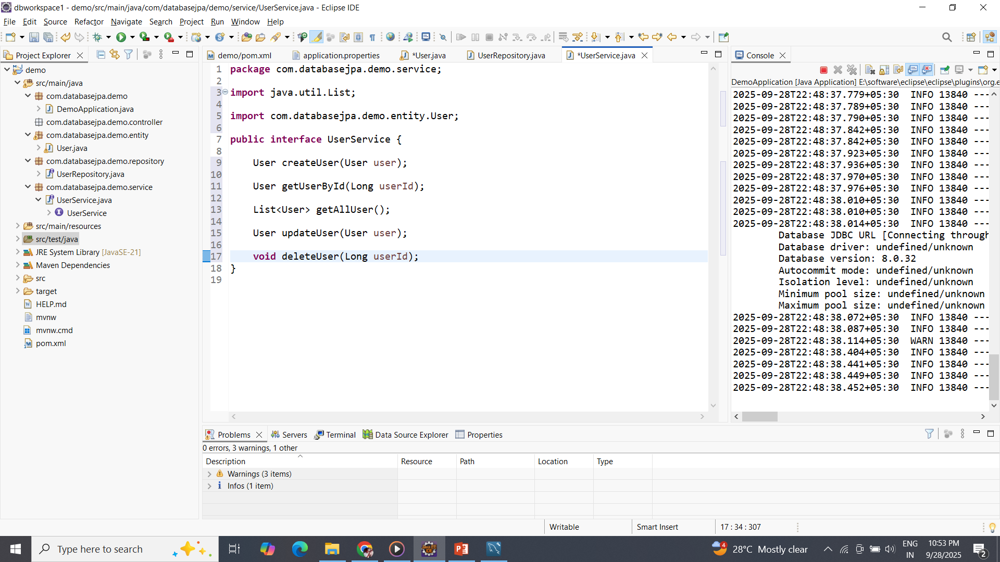 dbworkspace1 - demo/src/main/java/com/databasejpa/demo/service/UserService.java - Eclipse IDE
File Edit Source Refactor Navigate Search Project Run Window Help
Project Explorer
demo
src/main/java
com.databasejpa.demo
DemoApplication.java
com.databasejpa.demo.controller
com.databasejpa.demo.entity
User.java
com.databasejpa.demo.repository
UserRepository.java
com.databasejpa.demo.service
UserService.java
UserService
src/main/resources
src/test/java
JRE System Library [JavaSE-21]
Maven Dependencies
src
target
HELP.md
mvnw
mvnw.cmd
pom.xml
demo/pom.xml application.properties *User.java UserRepository.java *UserService.java
1 package com.databasejpa.demo.service;
2
3 import java.util.List;
4
5 import com.databasejpa.demo.entity.User;
6
7 public interface UserService {
8
9 User createUser(User user);
10
11 User getUserById(Long userId);
12
13 List<User> getAllUser();
14
15 User updateUser(User user);
16
17 void deleteUser(Long userId);
18 }
19
Console
DemoApplication [Java Application] E:\software\eclipse\eclipse\plugins\org.e
2025-09-28T22:48:37.779+05:30 INFO 13840 ---
2025-09-28T22:48:37.789+05:30 INFO 13840 ---
2025-09-28T22:48:37.790+05:30 INFO 13840 ---
2025-09-28T22:48:37.842+05:30 INFO 13840 ---
2025-09-28T22:48:37.842+05:30 INFO 13840 ---
2025-09-28T22:48:37.923+05:30 INFO 13840 ---
2025-09-28T22:48:37.936+05:30 INFO 13840 ---
2025-09-28T22:48:37.970+05:30 INFO 13840 ---
2025-09-28T22:48:37.976+05:30 INFO 13840 ---
2025-09-28T22:48:38.010+05:30 INFO 13840 ---
2025-09-28T22:48:38.010+05:30 INFO 13840 ---
2025-09-28T22:48:38.014+05:30 INFO 13840 ---
Database JDBC URL [Connecting through
Database driver: undefined/unknown
Database version: 8.0.32
Autocommit mode: undefined/unknown
Isolation level: undefined/unknown
Minimum pool size: undefined/unknown
Maximum pool size: undefined/unknown
2025-09-28T22:48:38.072+05:30 INFO 13840 ---
2025-09-28T22:48:38.087+05:30 INFO 13840 ---
2025-09-28T22:48:38.114+05:30 WARN 13840 ---
2025-09-28T22:48:38.404+05:30 INFO 13840 ---
2025-09-28T22:48:38.441+05:30 INFO 13840 ---
2025-09-28T22:48:38.449+05:30 INFO 13840 ---
2025-09-28T22:48:38.452+05:30 INFO 13840 ---
Problems Servers Terminal Data Source Explorer Properties
0 errors, 3 warnings, 1 other
Description Resource Path Location Type
Warnings (3 items)
Infos (1 item)
Writable Smart Insert 17 : 34 : 307
Type here to search
4 28°C Mostly clear
ENG
IN
10:53 PM
9/28/2025
2